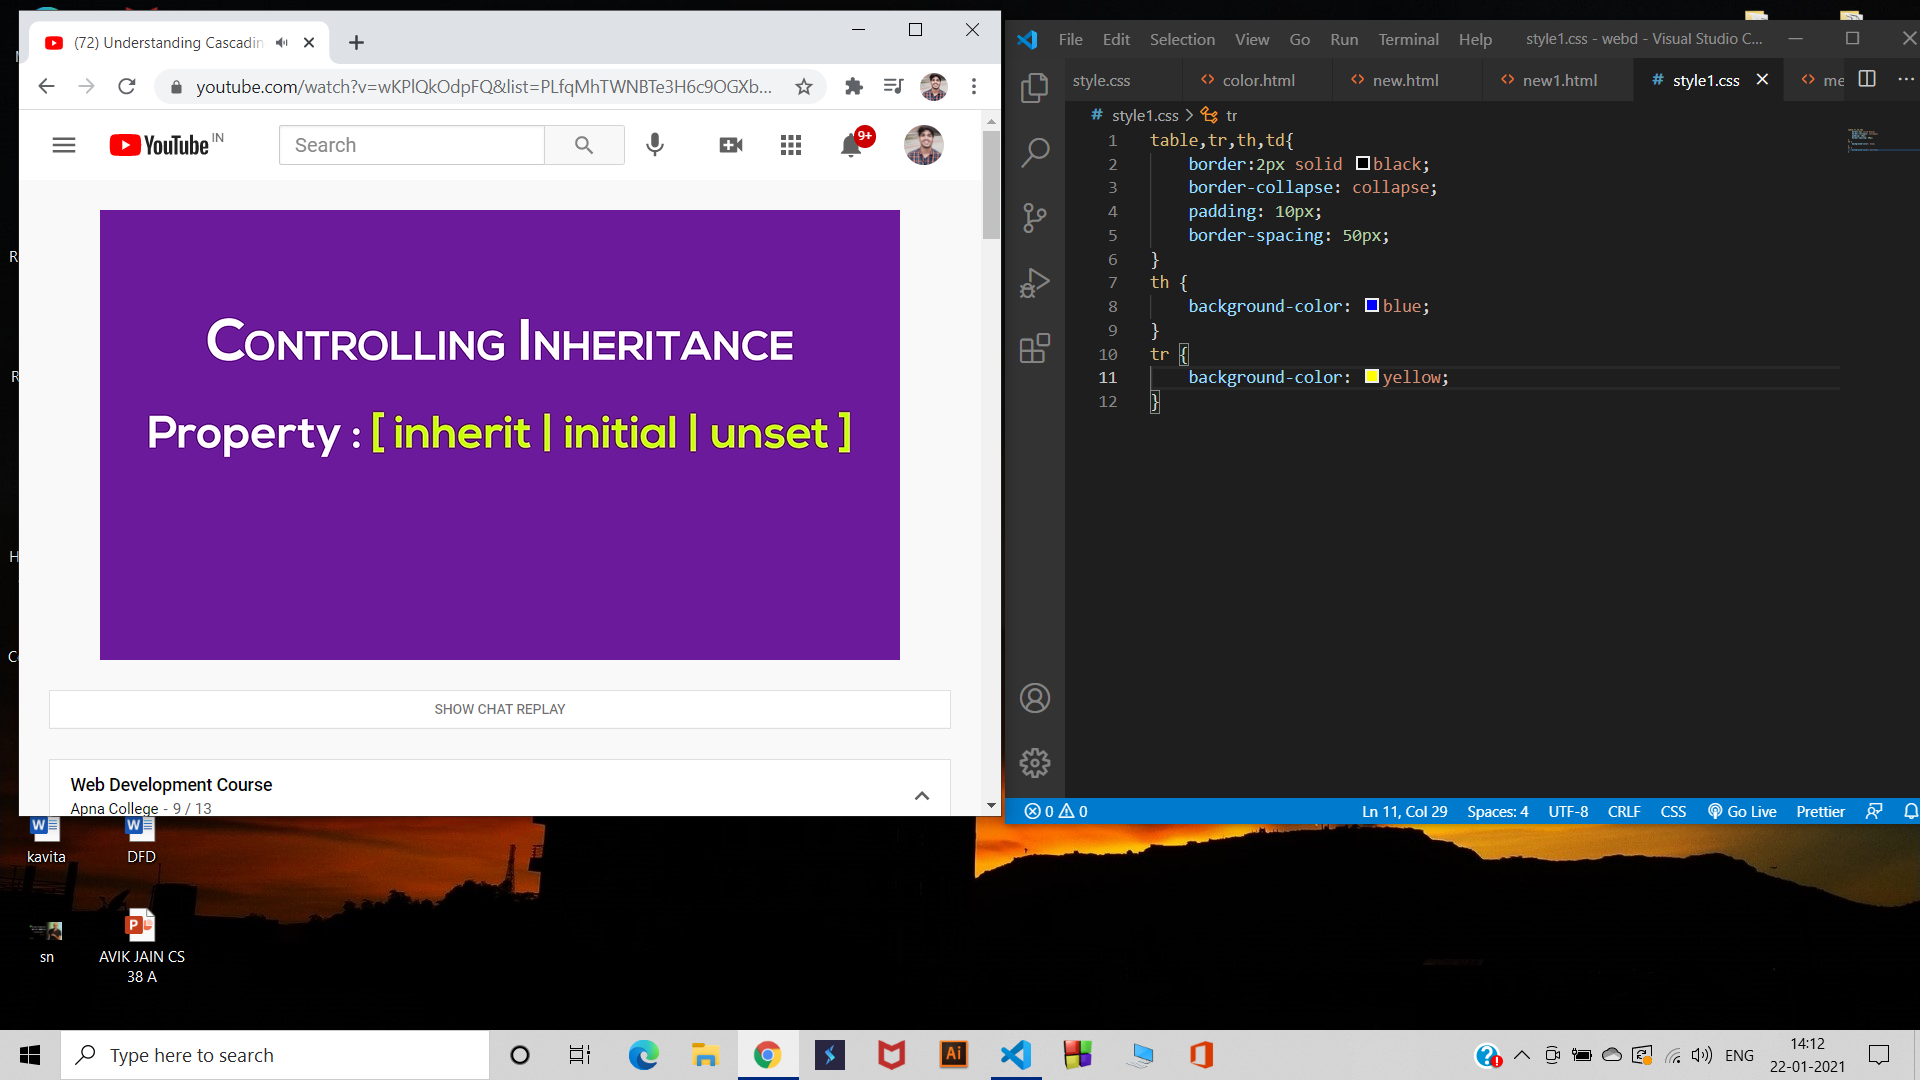 (72) Understanding Cascadin
youtube.com/watch?v=wKPlQkOdpFQ&list=PLfqMhTWNBTe3H6c9OGXb...
YouTube IN
Search
9+
CONTROLLING INHERITANCE
Property : [ inherit | initial | unset ]
SHOW CHAT REPLAY
Web Development Course
Apna College - 9 / 13
File Edit Selection View Go Run Terminal Help
style1.css - webd - Visual Studio C...
style.css
color.html
new.html
new1.html
# style1.css
me
# style1.css > tr
1 table,tr,th,td{
2 border:2px solid black;
3 border-collapse: collapse;
4 padding: 10px;
5 border-spacing: 50px;
6 }
7 th {
8 background-color: blue;
9 }
10 tr {
11 background-color: yellow;
12 }
0 0
Ln 11, Col 29 Spaces: 4 UTF-8 CRLF CSS Go Live Prettier
R
R
H
kavita
DFD
sn
AVIK JAIN CS
38 A
Type here to search
Ai
ENG
14:12
22-01-2021